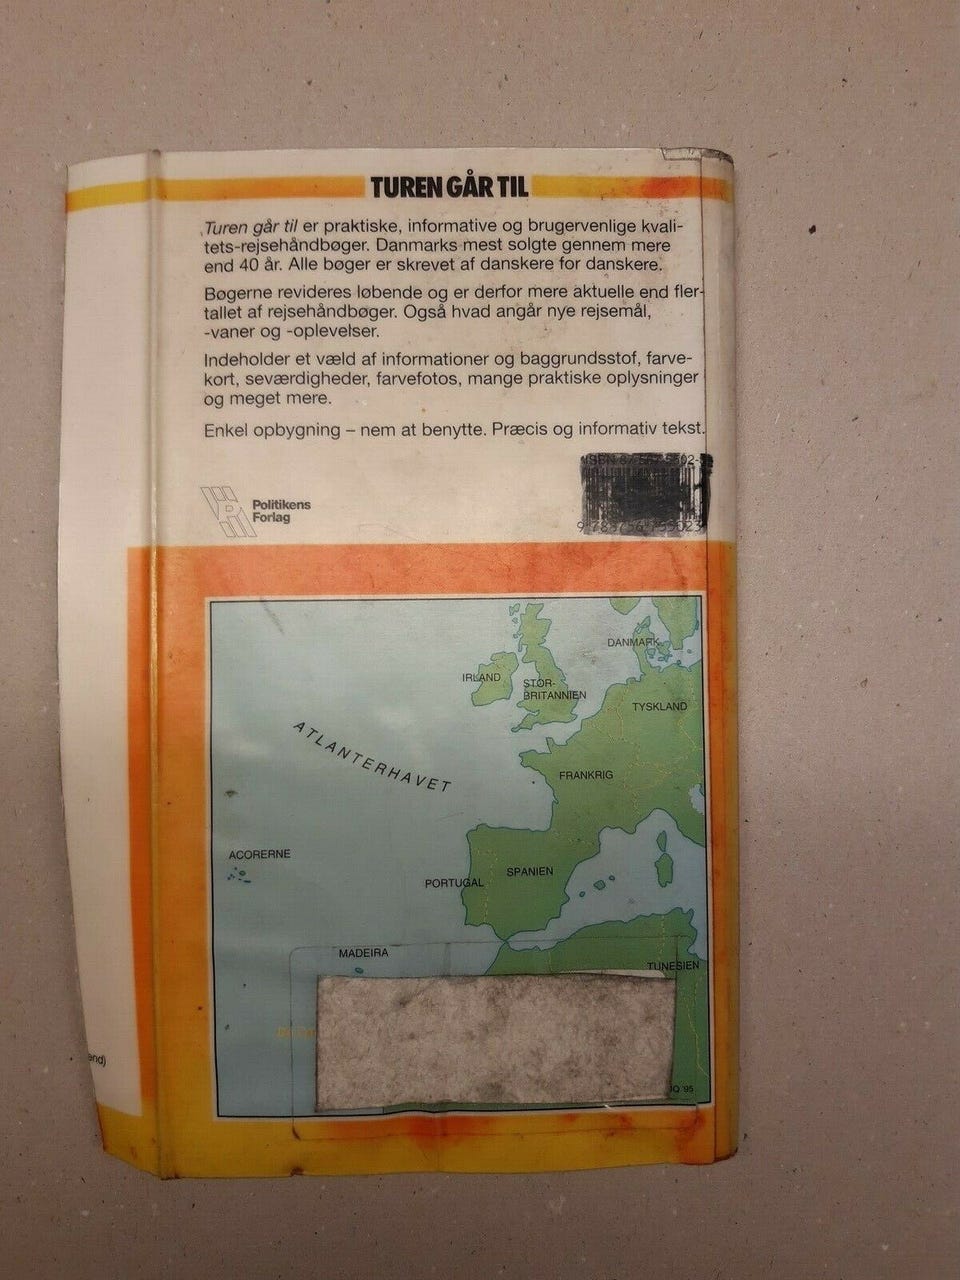 TUREN GÅR TIL
Turen går til er praktiske, informative og brugervenlige kvali-
tets-rejsehåndbøger. Danmarks mest solgte gennem mere
end 40 år. Alle bøger er skrevet af danskere for danskere.
Bøgerne revideres løbende og er derfor mere aktuelle end fler-
tallet af rejsehåndbøger. Også hvad angår nye rejsemål,
-vaner og -oplevelser.
Indeholder et væld af informationer og baggrundsstof, farve-
kort, seværdigheder, farvefotos, mange praktiske oplysninger
og meget mere.
Enkel opbygning – nem at benytte. Præcis og informativ tekst.
ISBN
Politikens
Forlag
DANMARK
IRLAND
STOR-
BRITANNIEN
TYSKLAND
ATLANTERHAVET
FRANKRIG
ACORERNE
SPANIEN
PORTUGAL
MADEIRA
TUNESIEN
IQ '95
end)